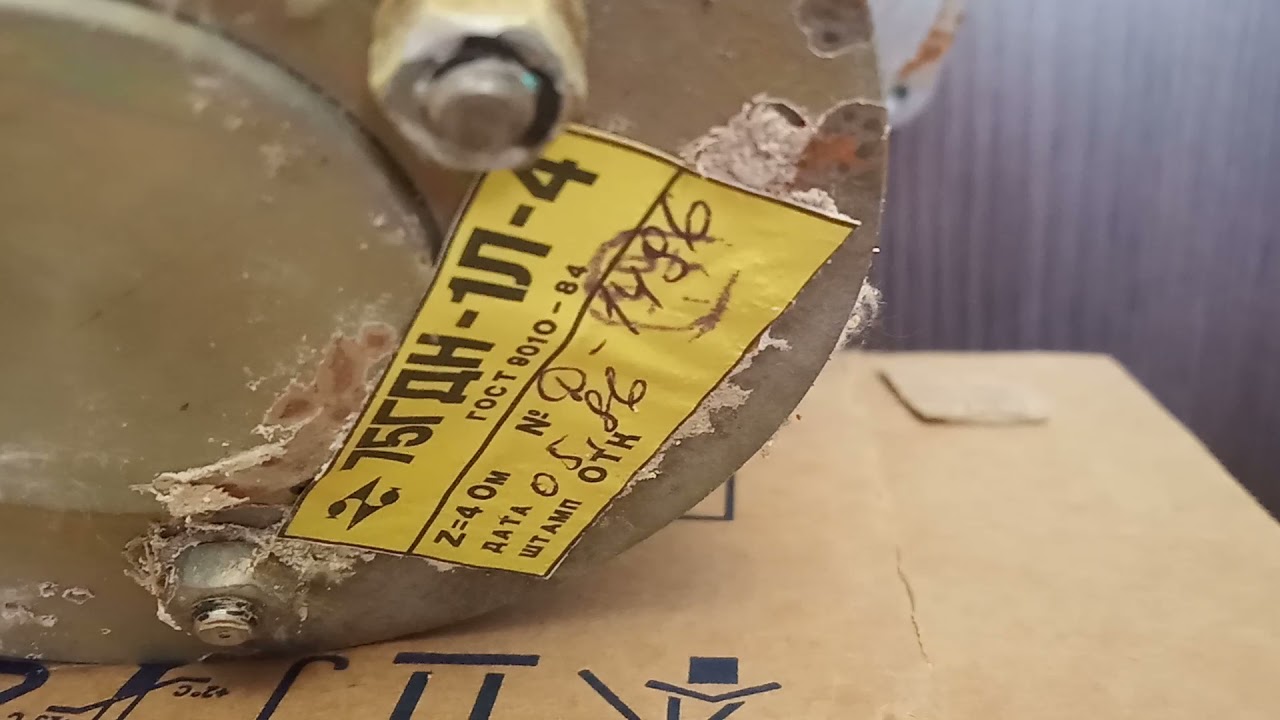 75ГДН-1Л-4
ГОСТ 9010-84
Z=4 Ом №
ДАТА 05 86
ШТАМП ОТК